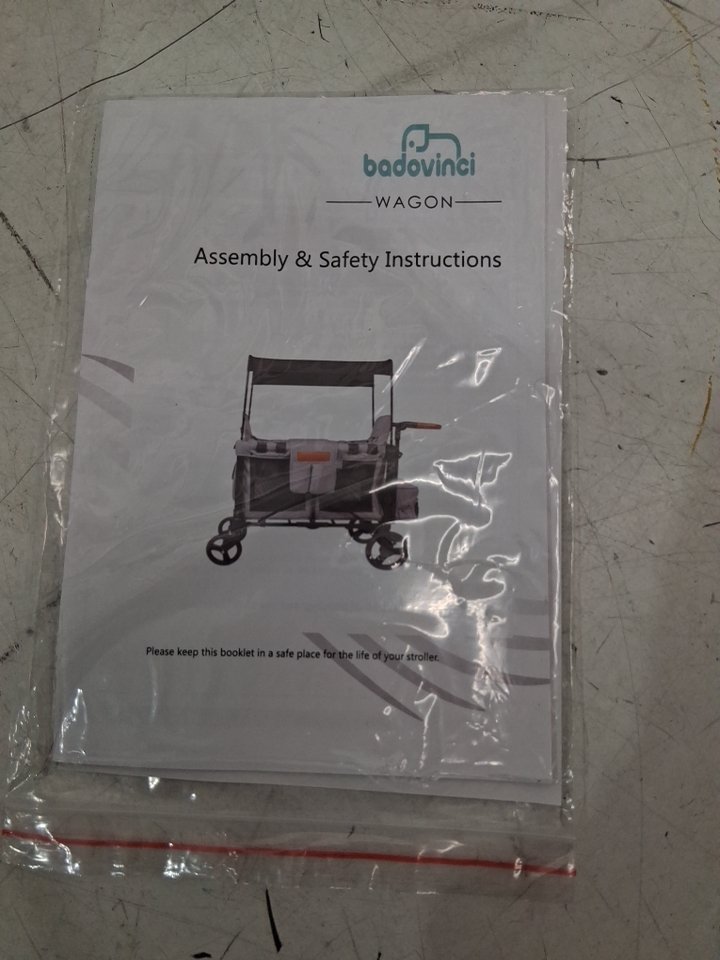 badovinci
WAGON
Assembly & Safety Instructions
Please keep this booklet in a safe place for the life of your stroller.